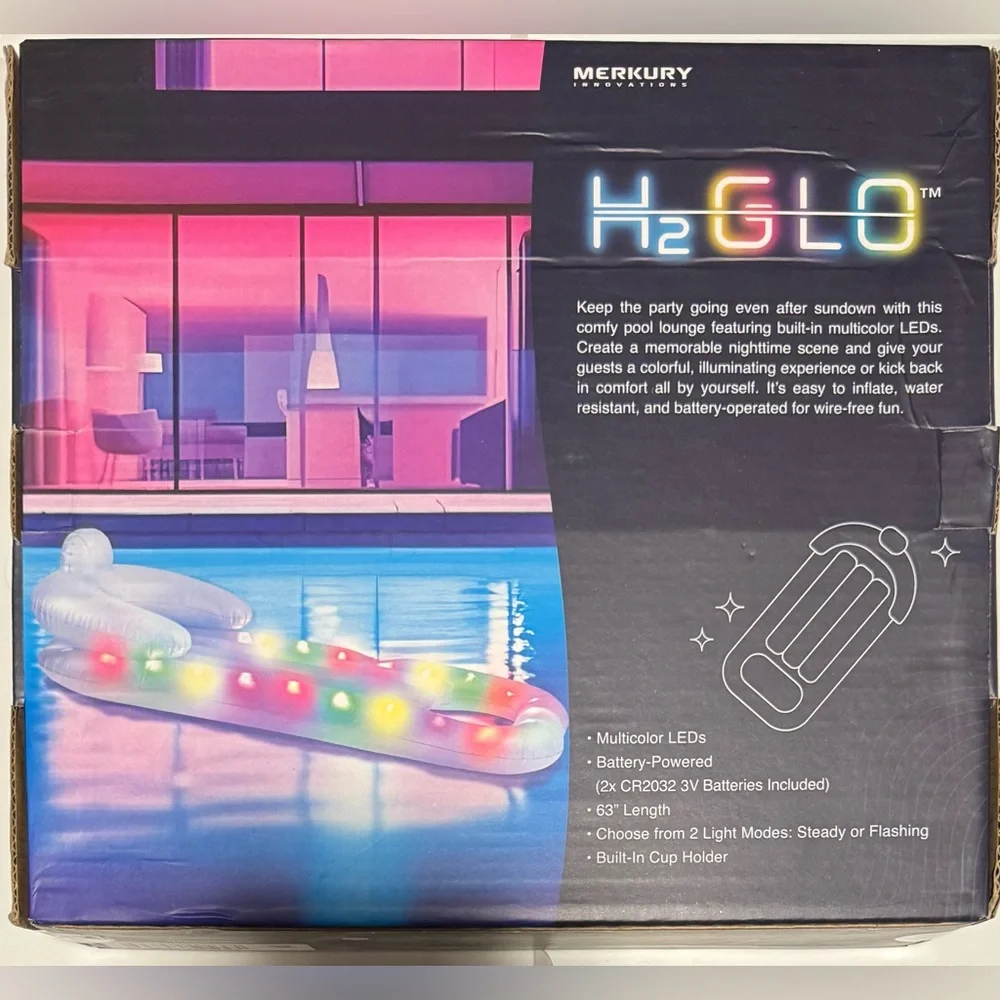 MERKURY
INNOVATIONS
H2GLO™
Keep the party going even after sundown with this
comfy pool lounge featuring built-in multicolor LEDs.
Create a memorable nighttime scene and give your
guests a colorful, illuminating experience or kick back
in comfort all by yourself. It's easy to inflate, water
resistant, and battery-operated for wire-free fun.
• Multicolor LEDs
• Battery-Powered
(2x CR2032 3V Batteries Included)
• 63" Length
• Choose from 2 Light Modes: Steady or Flashing
• Built-In Cup Holder